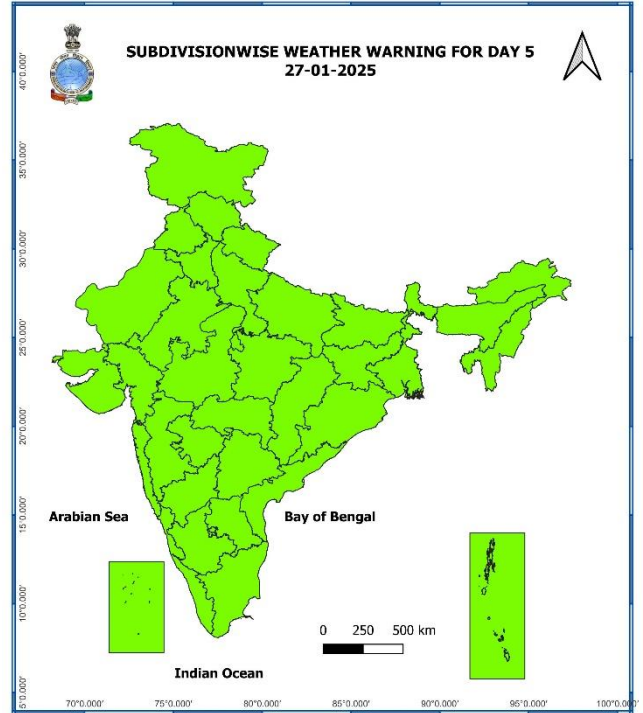 SUBDIVISIONWISE WEATHER WARNING FOR DAY 5
27-01-2025
40°0.000'
35°0.000'
30°0.000'
25°0.000'
20°0.000'
15°0.000'
10°0.000'
5°0.000'
Arabian Sea
Bay of Bengal
0 250 500 km
Indian Ocean
70°0.000' 75°0.000' 80°0.000' 85°0.000' 90°0.000' 95°0.000' 100°0.000'